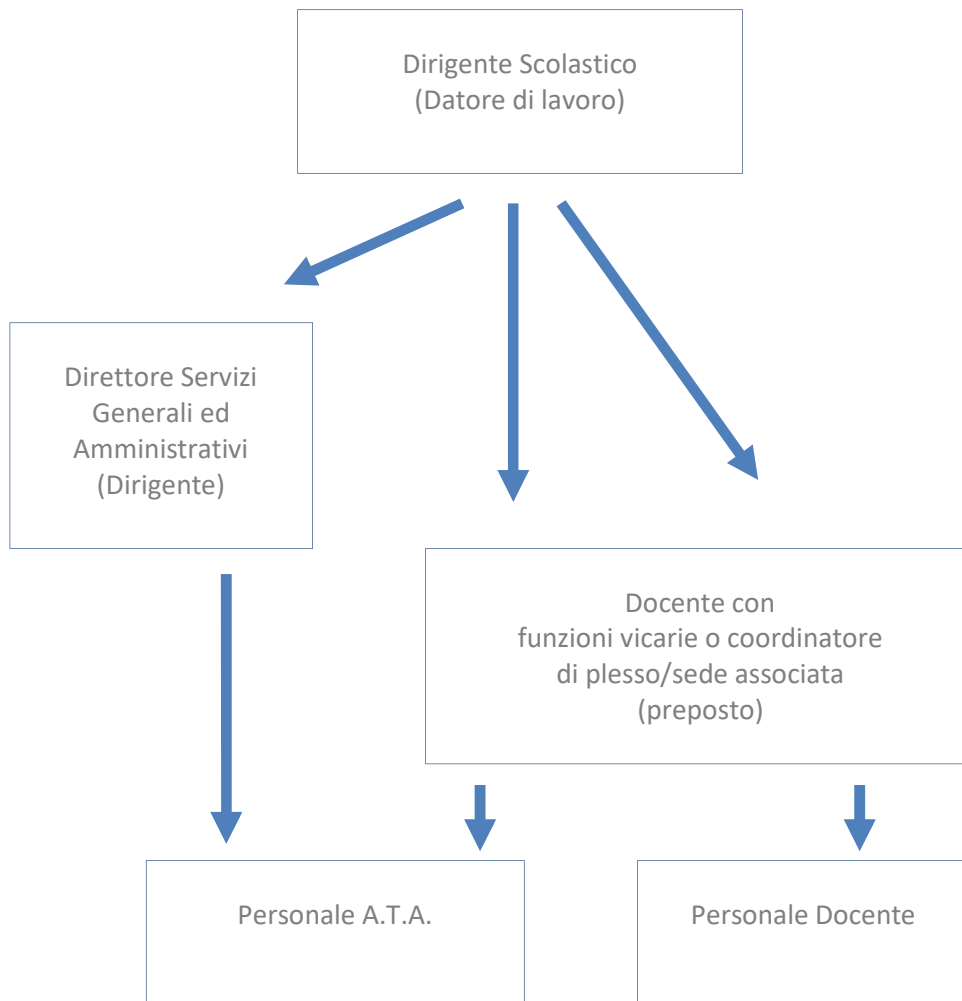 Dirigente Scolastico
(Datore di lavoro)
Direttore Servizi
Generali ed
Amministrativi
(Dirigente)
Docente con
funzioni vicarie o coordinatore
di plesso/sede associata
(preposto)
Personale A.T.A.
Personale Docente